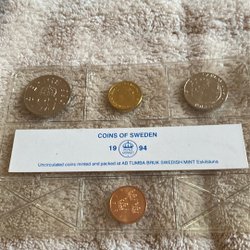 COINS OF SWEDEN
19 94
Uncirculated coins minted and packed at AB TUMBA BRUK SWEDISH MINT Eskilstuna